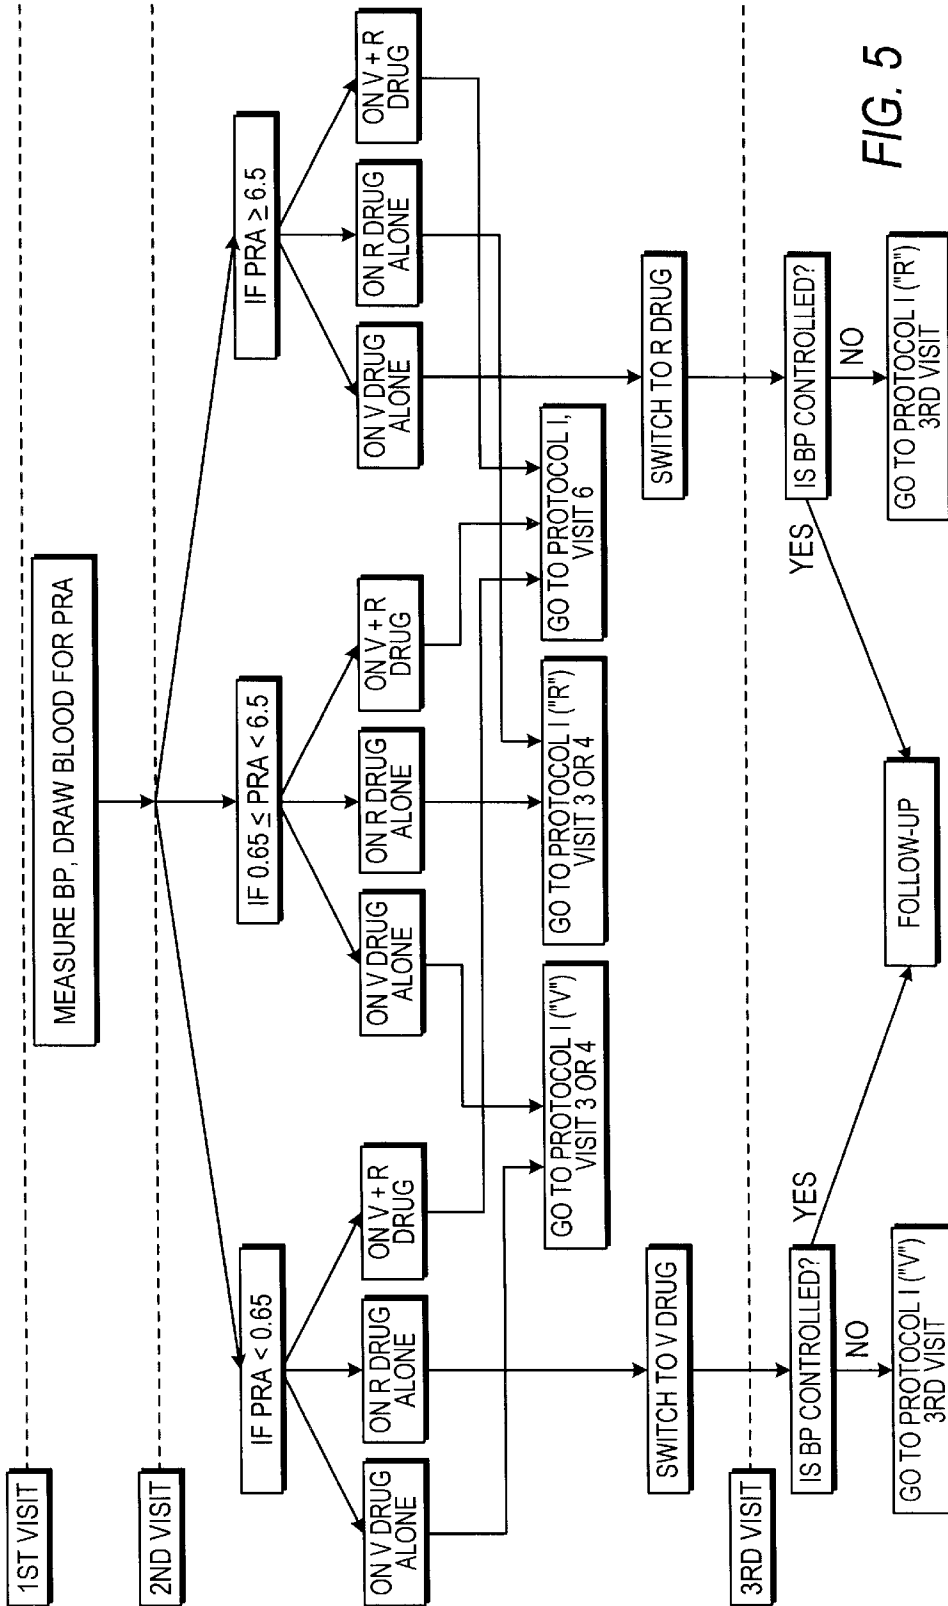 1ST VISIT
MEASURE BP, DRAW BLOOD FOR PRA
2ND VISIT
IF PRA < 0.65
IF 0.65 ≤ PRA < 6.5
IF PRA ≥ 6.5
ON V DRUG
ALONE
ON R DRUG
ALONE
ON V + R
DRUG
ON V DRUG
ALONE
ON R DRUG
ALONE
ON V + R
DRUG
ON V DRUG
ALONE
ON R DRUG
ALONE
ON V + R
DRUG
GO TO PROTOCOL I ("V")
VISIT 3 OR 4
GO TO PROTOCOL I ("R")
VISIT 3 OR 4
GO TO PROTOCOL I,
VISIT 6
SWITCH TO V DRUG
SWITCH TO R DRUG
3RD VISIT
IS BP CONTROLLED?
YES
NO
GO TO PROTOCOL I ("V")
3RD VISIT
FOLLOW-UP
IS BP CONTROLLED?
YES
NO
GO TO PROTOCOL I ("R")
3RD VISIT
FIG. 5